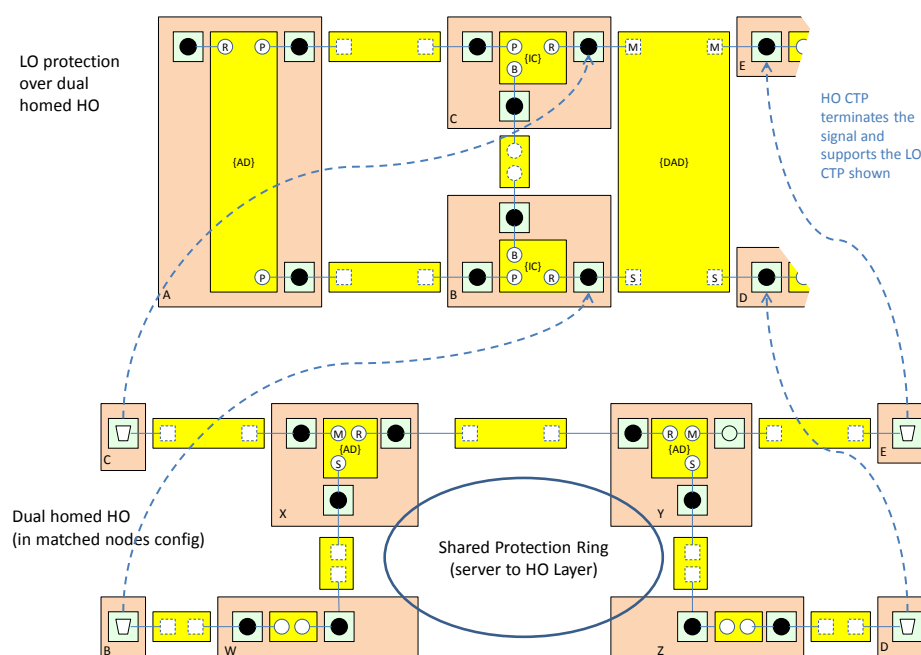 LO protection
over dual
homed HO
R
P
P
R
{IC}
B
C
M
M
E
{AD}
{DAD}
HO CTP
terminates the
signal and
supports the LO
CTP shown
P
A
B
{IC}
P
R
B
S
S
D
C
M
R
{AD}
S
X
R
M
{AD}
S
Y
E
Dual homed HO
(in matched nodes config)
Shared Protection Ring
(server to HO Layer)
B
W
Z
D